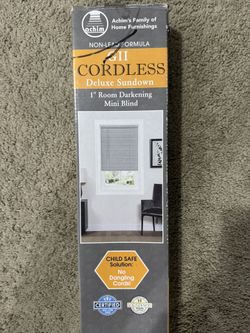 achim
Achim's Family of
Home Furnishings
NON-LEAD FORMULA
GII
CORDLESS
Deluxe Sundown
1" Room Darkening
Mini Blind
CHILD SAFE
Solution:
No
Dangling
Cords!
CERTIFIED